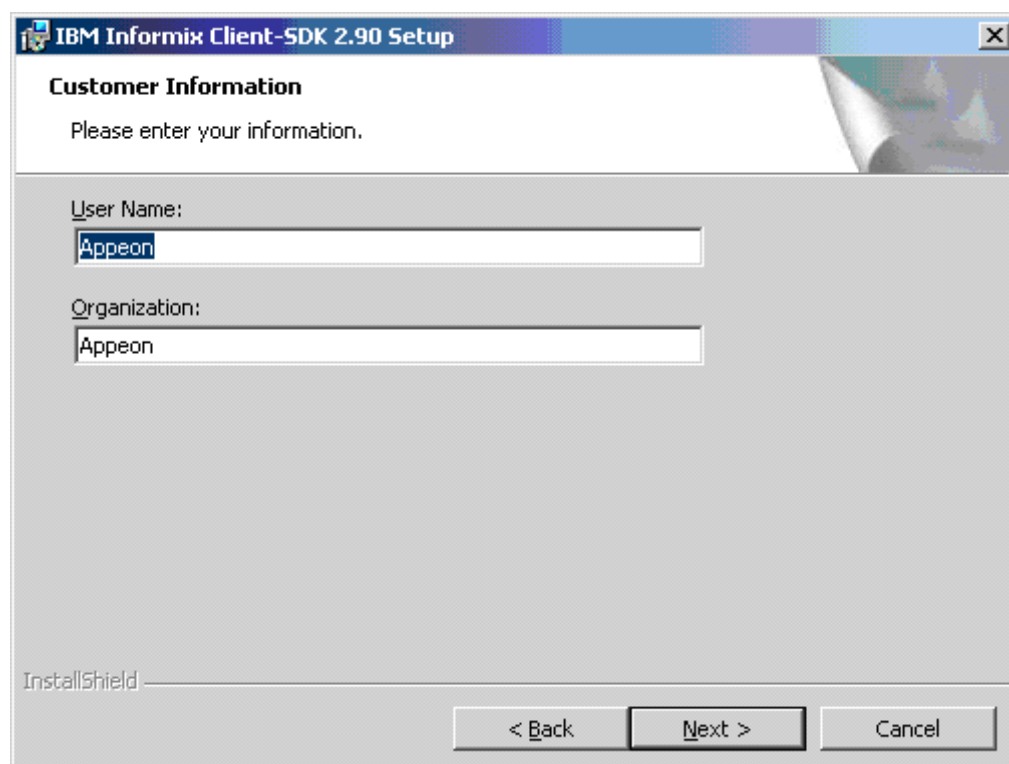 IBM Informix Client-SDK 2.90 Setup
Customer Information
Please enter your information.
User Name:
Appeon
Organization:
Appeon
InstallShield
< Back Next > Cancel